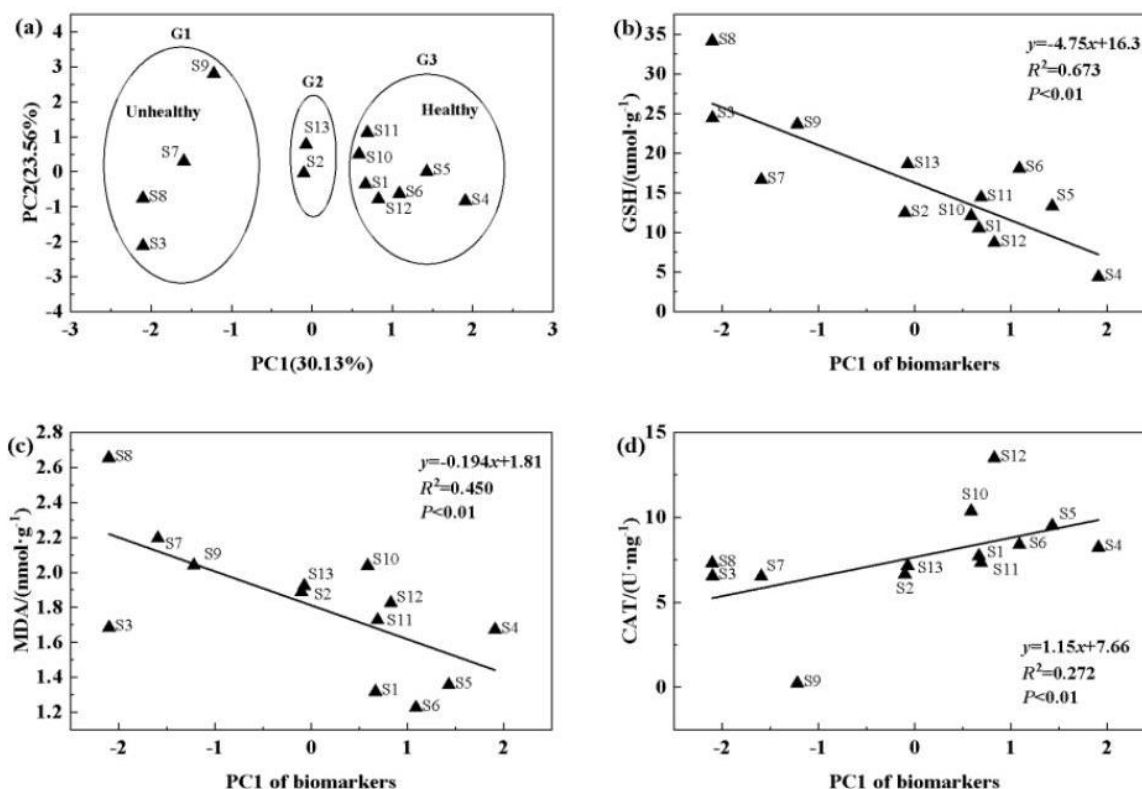 (a)
G1
G2
G3
Unhealthy
Healthy
S9
S7
S8
S3
S13
S2
S11
S10
S5
S1
S6
S12
S4
4
3
2
1
0
-1
-2
-3
-4
-3
-2
-1
0
1
2
3
PC2(23.56%)
PC1(30.13%)
(b)
y=-4.75x+16.3
R²=0.673
P<0.01
S8
S3
S9
S7
S13
S6
S2
S11
S10
S5
S1
S12
S4
35
30
25
20
15
10
5
0
-2
-1
0
1
2
GSH/(umol·g⁻¹)
PC1 of biomarkers
(c)
y=-0.194x+1.81
R²=0.450
P<0.01
S8
S7
S9
S10
S13
S2
S12
S11
S3
S4
S1
S5
S6
2.8
2.6
2.4
2.2
2.0
1.8
1.6
1.4
1.2
-2
-1
0
1
2
MDA/(nmol·g⁻¹)
PC1 of biomarkers
(d)
S12
S10
S5
S8
S7
S1
S6
S4
S3
S13
S11
S2
S9
y=1.15x+7.66
R²=0.272
P<0.01
15
10
5
0
-2
-1
0
1
2
CAT/(U·mg⁻¹)
PC1 of biomarkers